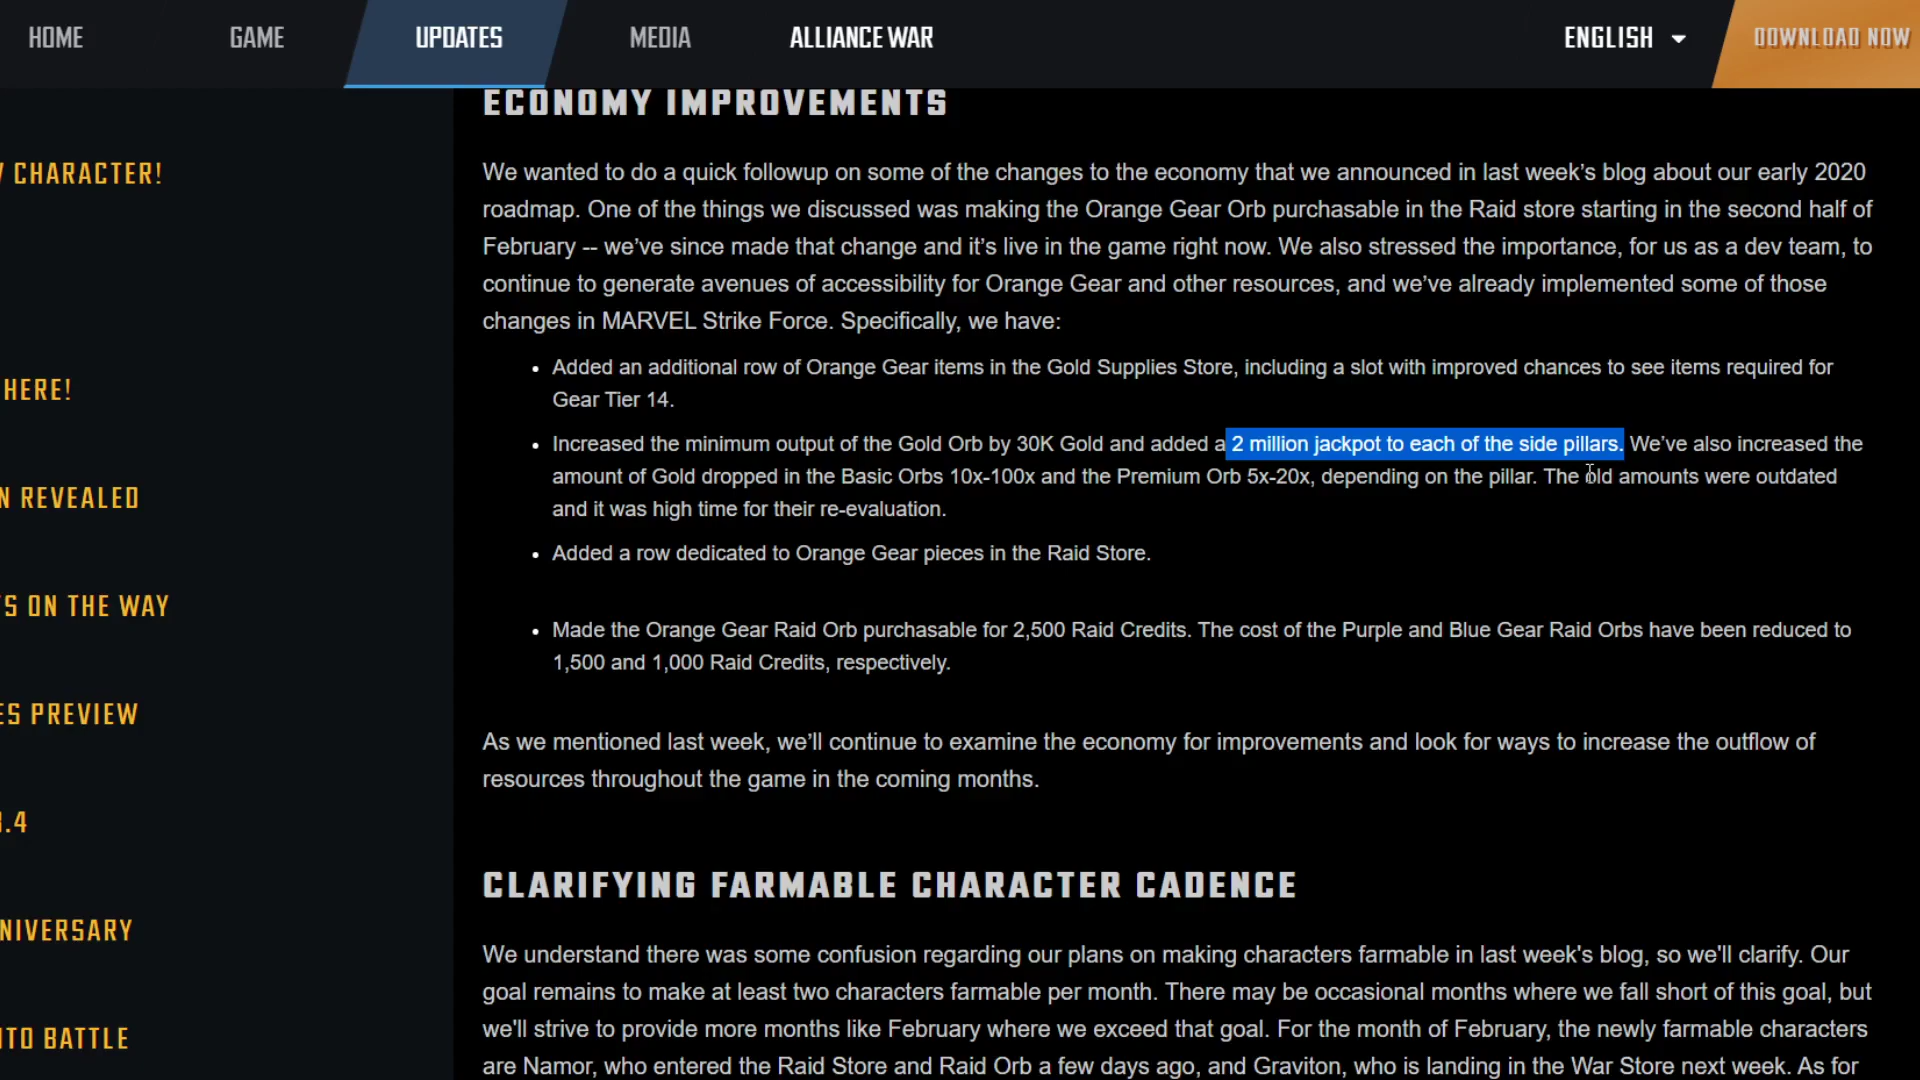 HOME GAME UPDATES MEDIA ALLIANCE WAR ENGLISH DOWNLOAD NOW
ECONOMY IMPROVEMENTS
CHARACTER!
We wanted to do a quick followup on some of the changes to the economy that we announced in last week's blog about our early 2020
roadmap. One of the things we discussed was making the Orange Gear Orb purchasable in the Raid store starting in the second half of
February -- we've since made that change and it's live in the game right now. We also stressed the importance, for us as a dev team, to
continue to generate avenues of accessibility for Orange Gear and other resources, and we've already implemented some of those
changes in MARVEL Strike Force. Specifically, we have:
• Added an additional row of Orange Gear items in the Gold Supplies Store, including a slot with improved chances to see items required for
HERE!
Gear Tier 14.
• Increased the minimum output of the Gold Orb by 30K Gold and added a 2 million jackpot to each of the side pillars. We've also increased the
amount of Gold dropped in the Basic Orbs 10x-100x and the Premium Orb 5x-20x, depending on the pillar. The old amounts were outdated
N REVEALED
and it was high time for their re-evaluation.
• Added a row dedicated to Orange Gear pieces in the Raid Store.
S ON THE WAY
• Made the Orange Gear Raid Orb purchasable for 2,500 Raid Credits. The cost of the Purple and Blue Gear Raid Orbs have been reduced to
1,500 and 1,000 Raid Credits, respectively.
ES PREVIEW
As we mentioned last week, we'll continue to examine the economy for improvements and look for ways to increase the outflow of
resources throughout the game in the coming months.
.4
CLARIFYING FARMABLE CHARACTER CADENCE
NIVERSARY
We understand there was some confusion regarding our plans on making characters farmable in last week's blog, so we'll clarify. Our
goal remains to make at least two characters farmable per month. There may be occasional months where we fall short of this goal, but
we'll strive to provide more months like February where we exceed that goal. For the month of February, the newly farmable characters
NTO BATTLE
are Namor, who entered the Raid Store and Raid Orb a few days ago, and Graviton, who is landing in the War Store next week. As for